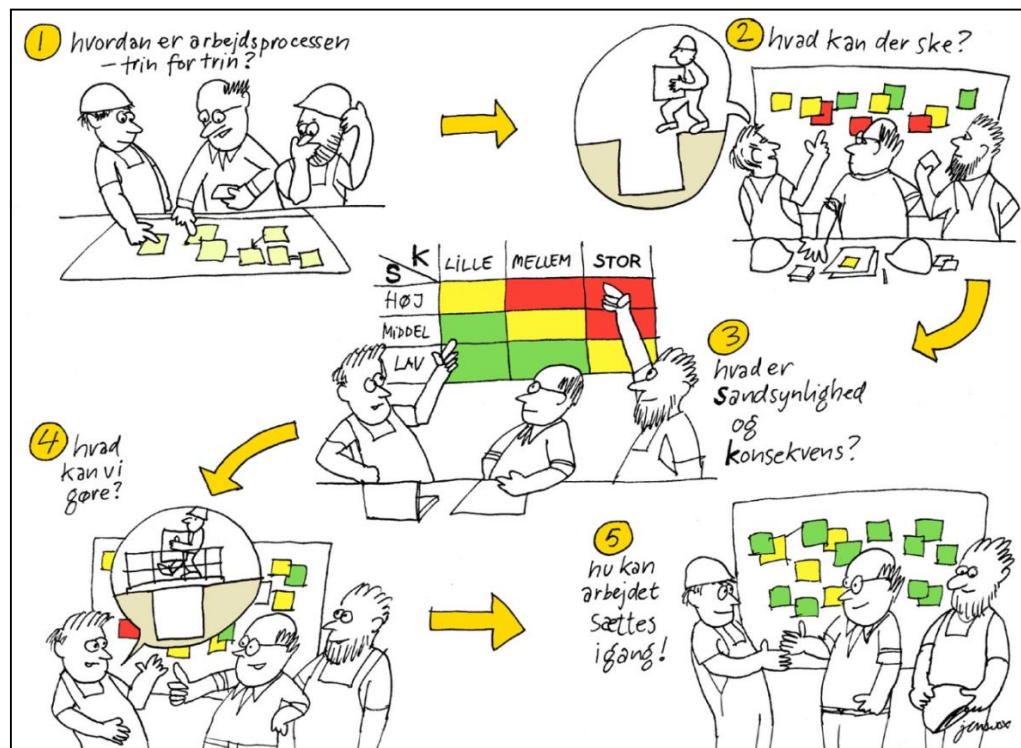 1 hvordan er arbejdsprocessen
– trin for trin?
2 hvad kan der ske?
S K LILLE MELLEM STOR
HØJ
MIDDEL
LAV
3
hvad er
Sandsynlighed
og
konsekvens?
4 hvad
kan vi
gøre?
5
nu kan
arbejdet
sættes
igang!